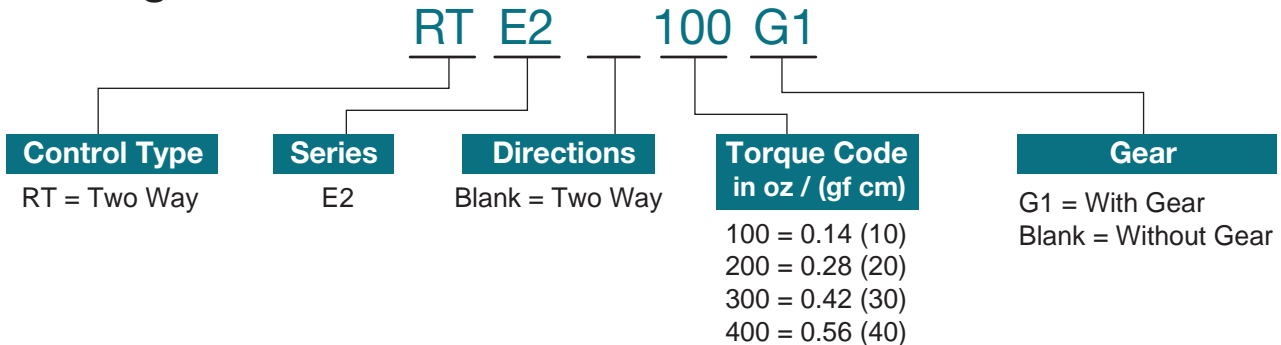 RT E2 100 G1
Control Type
RT = Two Way
Series
E2
Directions
Blank = Two Way
Torque Code
in oz / (gf cm)
100 = 0.14 (10)
200 = 0.28 (20)
300 = 0.42 (30)
400 = 0.56 (40)
Gear
G1 = With Gear
Blank = Without Gear